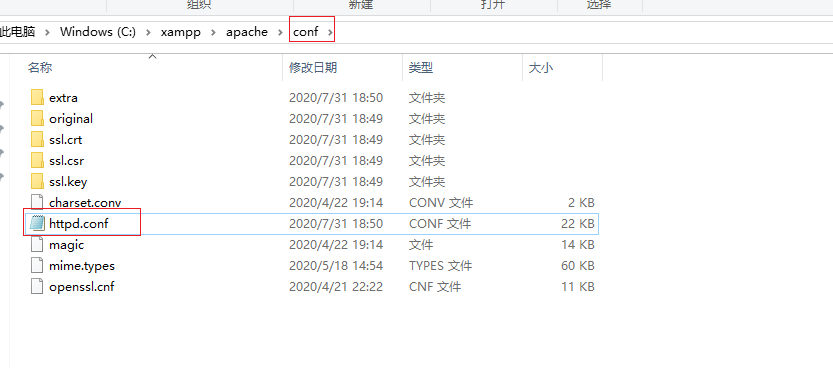 组织 新建 打开 选择
此电脑 > Windows (C:) > xampp > apache > conf >
名称 修改日期 类型 大小
extra 2020/7/31 18:50 文件夹
original 2020/7/31 18:49 文件夹
ssl.crt 2020/7/31 18:49 文件夹
ssl.csr 2020/7/31 18:49 文件夹
ssl.key 2020/7/31 18:49 文件夹
charset.conv 2020/4/22 19:14 CONV 文件 2 KB
httpd.conf 2020/7/31 18:50 CONF 文件 22 KB
magic 2020/4/22 19:14 文件 14 KB
mime.types 2020/5/18 14:54 TYPES 文件 60 KB
openssl.cnf 2020/4/21 22:22 CNF 文件 11 KB